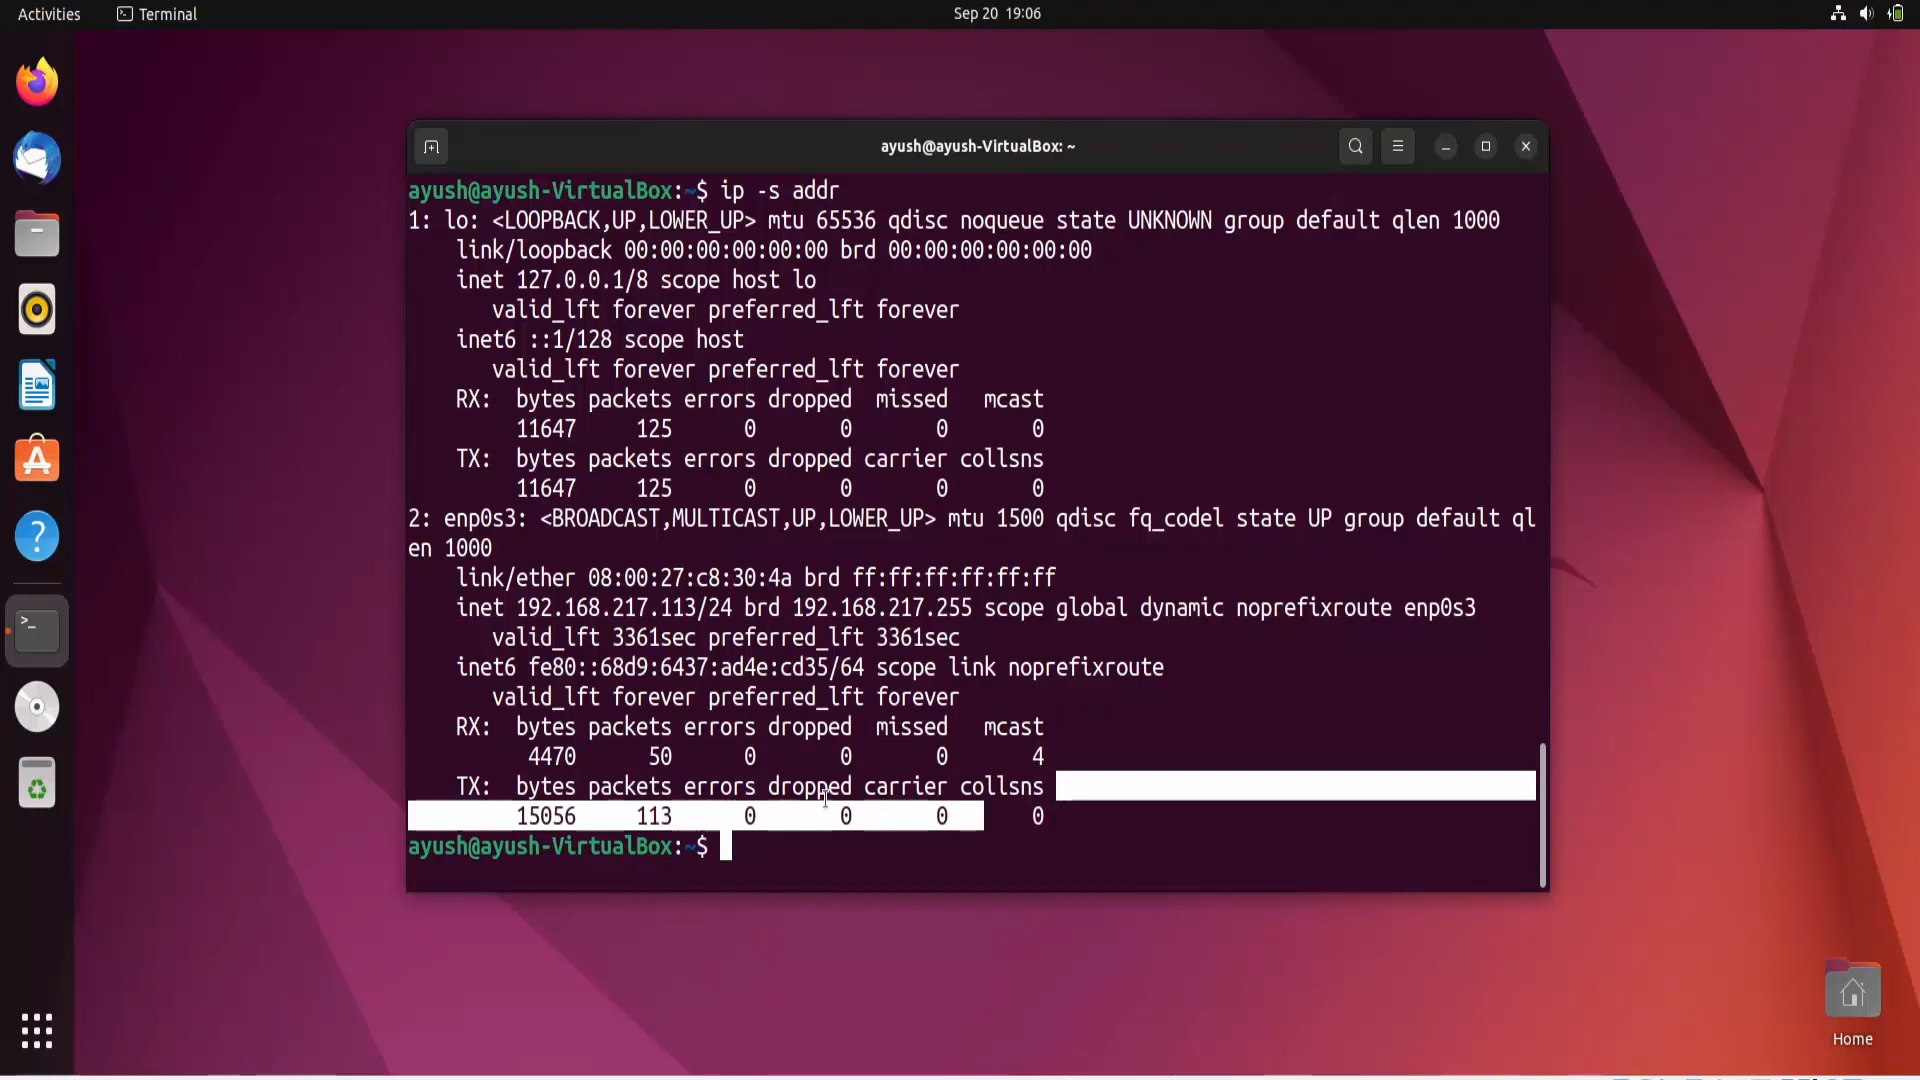 Activities
Terminal
Sep 20 19:06
ayush@ayush-VirtualBox: ~
ayush@ayush-VirtualBox:~$ ip -s addr
1: lo: <LOOPBACK,UP,LOWER_UP> mtu 65536 qdisc noqueue state UNKNOWN group default qlen 1000
link/loopback 00:00:00:00:00:00 brd 00:00:00:00:00:00
inet 127.0.0.1/8 scope host lo
valid_lft forever preferred_lft forever
inet6 ::1/128 scope host
valid_lft forever preferred_lft forever
RX: bytes packets errors dropped missed mcast
11647 125 0 0 0 0
TX: bytes packets errors dropped carrier collsns
11647 125 0 0 0 0
2: enp0s3: <BROADCAST,MULTICAST,UP,LOWER_UP> mtu 1500 qdisc fq_codel state UP group default ql
en 1000
link/ether 08:00:27:c8:30:4a brd ff:ff:ff:ff:ff:ff
inet 192.168.217.113/24 brd 192.168.217.255 scope global dynamic noprefixroute enp0s3
valid_lft 3361sec preferred_lft 3361sec
inet6 fe80::68d9:6437:ad4e:cd35/64 scope link noprefixroute
valid_lft forever preferred_lft forever
RX: bytes packets errors dropped missed mcast
4470 50 0 0 0 4
TX: bytes packets errors dropped carrier collsns
15056 113 0 0 0 0
ayush@ayush-VirtualBox:~$
Home